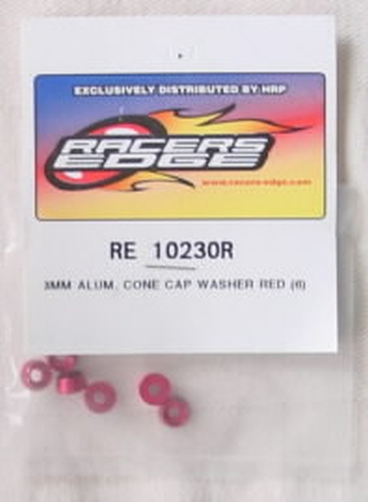 EXCLUSIVELY DISTRIBUTED BY HRP
RACERS
EDGE
www.racers-edge.com
RE 10230R
3MM ALUM. CONE CAP WASHER RED (6)